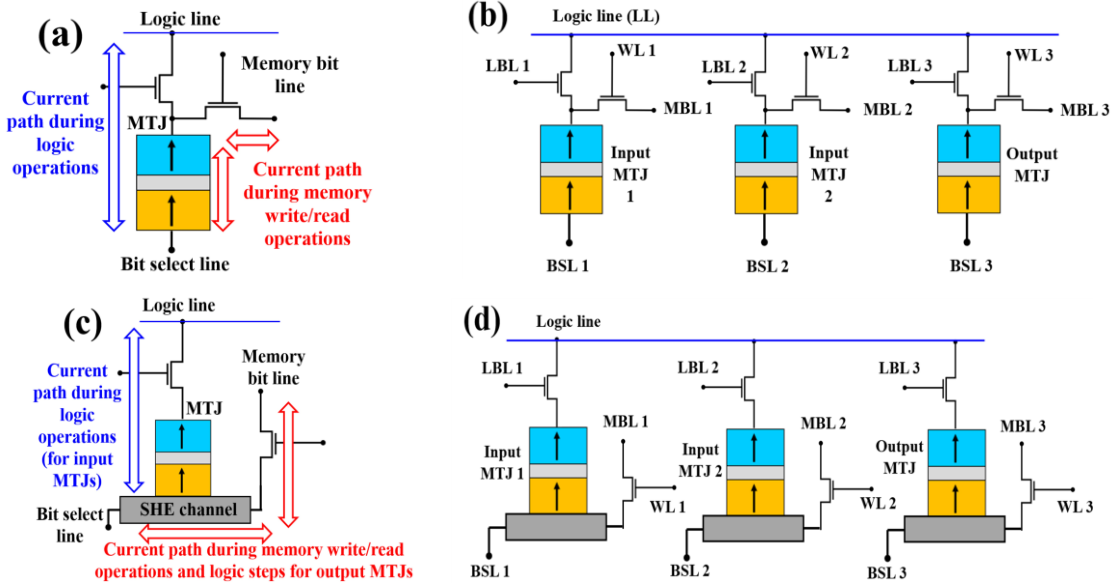 (a)
Logic line
Memory bit
line
Current
path during
logic
operations
MTJ
Current path
during memory
write/read
operations
Bit select line
(b)
Logic line (LL)
LBL 1
WL 1
MBL 1
LBL 2
WL 2
MBL 2
LBL 3
WL 3
MBL 3
Input
MTJ
1
Input
MTJ
2
Output
MTJ
BSL 1
BSL 2
BSL 3
(c)
Logic line
Memory
bit line
Current
path during
logic
operations
(for input
MTJs)
MTJ
SHE channel
Bit select
line
Current path during memory write/read
operations and logic steps for output MTJs
(d)
Logic line
LBL 1
LBL 2
LBL 3
MBL 1
MBL 2
MBL 3
Input
MTJ 1
Input
MTJ 2
Output
MTJ
WL 1
WL 2
WL 3
BSL 1
BSL 2
BSL 3